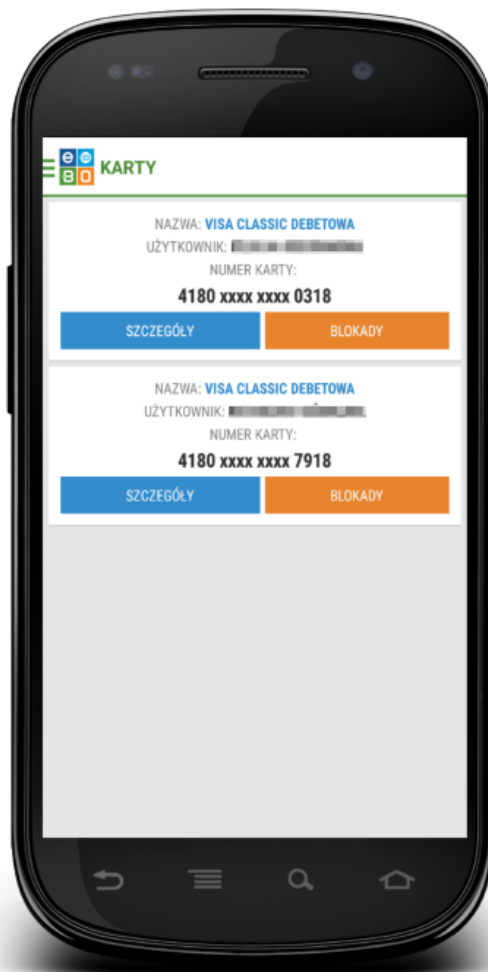 eeBO KARTY
NAZWA: VISA CLASSIC DEBETOWA
UŻYTKOWNIK:
NUMER KARTY:
4180 xxxx xxxx 0318
SZCZEGÓŁY BLOKADY
NAZWA: VISA CLASSIC DEBETOWA
UŻYTKOWNIK:
NUMER KARTY:
4180 xxxx xxxx 7918
SZCZEGÓŁY BLOKADY